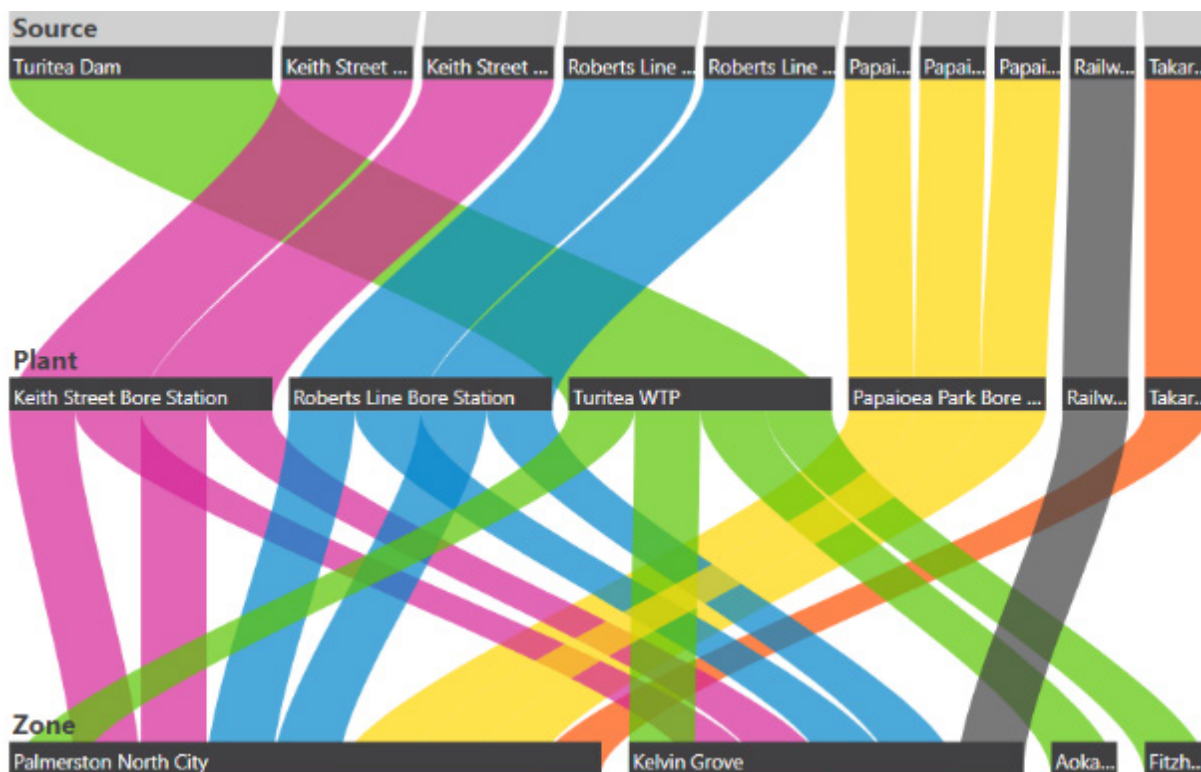 Source
Turitea Dam Keith Street ... Keith Street ... Roberts Line ... Roberts Line ... Papai... Papai... Papai... Railw... Takar...
Plant
Keith Street Bore Station Roberts Line Bore Station Turitea WTP Papaioea Park Bore ... Railw... Takar...
Zone
Palmerston North City Kelvin Grove Aoka... Fitzh...